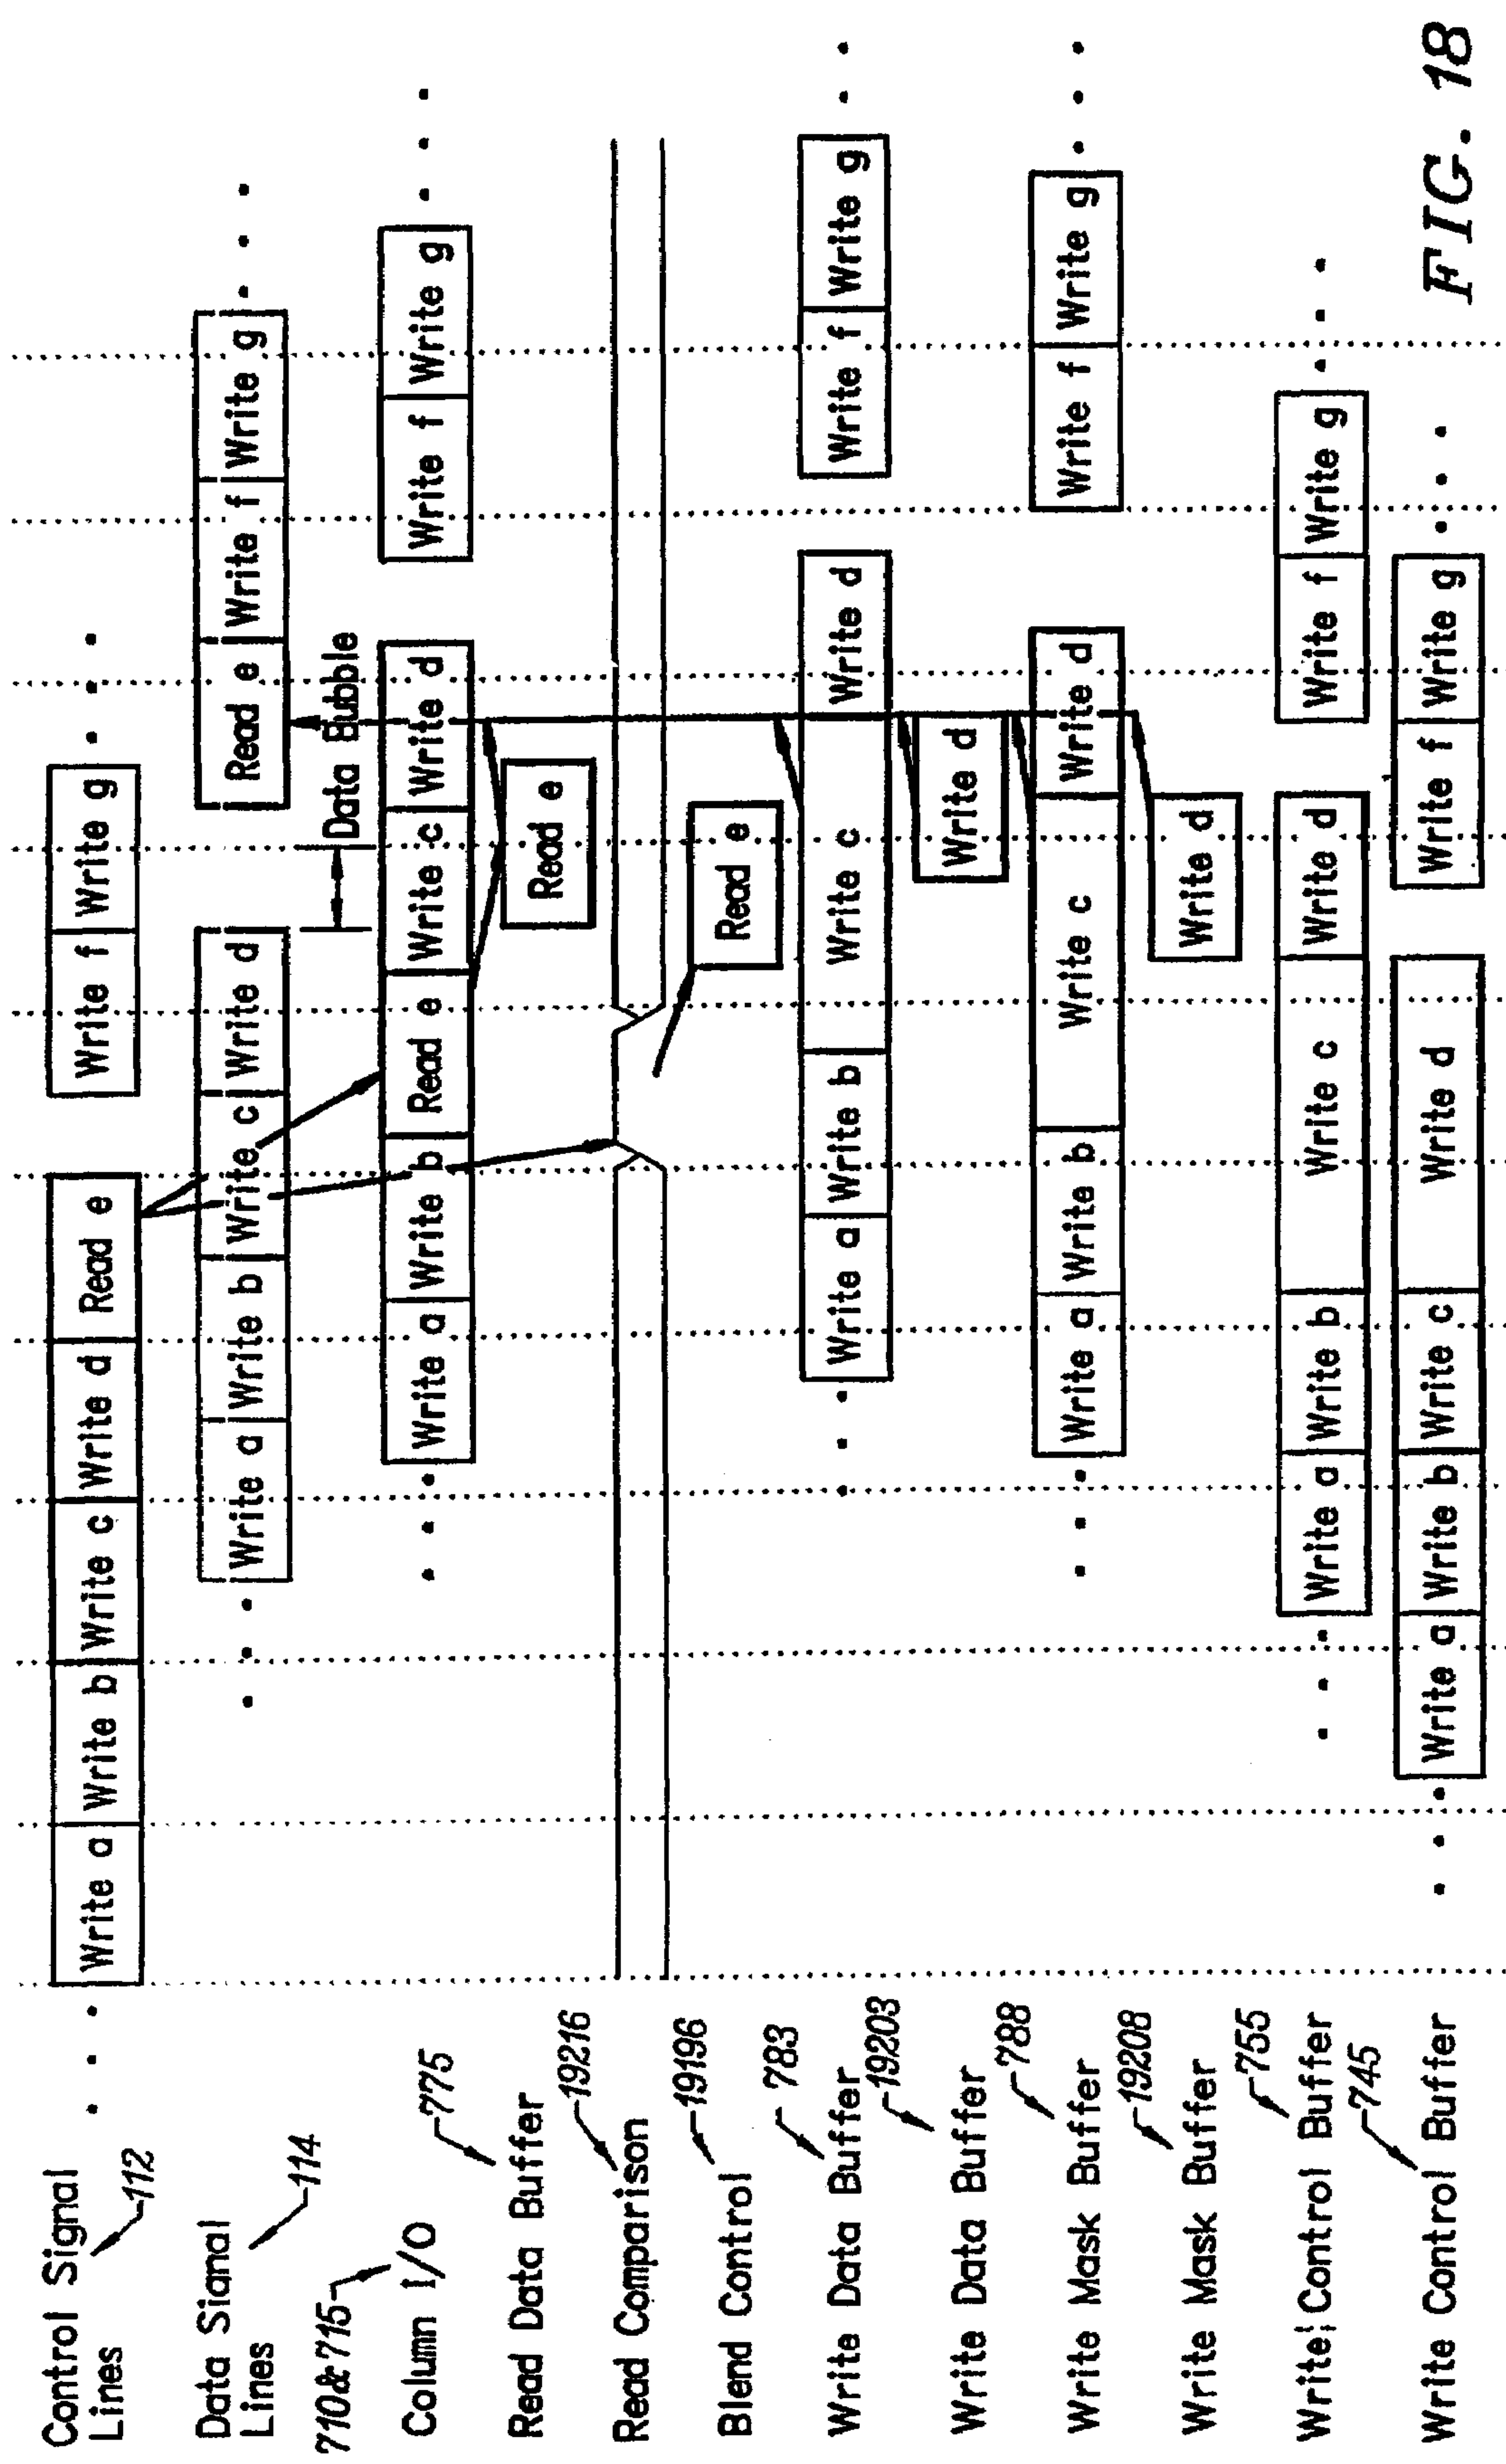 Control Signal
Lines
112
. . . Write a Write b Write c Write d Read e Write f Write g . . .
Data Sianal
Lines
114
. . . Write a Write b Write c Write d Read e Write f Write g . . .
Data Bubble
710&715
Column I/O
. . . Write a Write b Read e Write c Write d Write f Write g . . .
775
Read Data Buffer
Read e
19216
Read Comparison
19196
Blend Control
Read e
783
Write Data Buffer
. . . Write a Write b Write c Write d Write f Write g . . .
19203
Write Data Buffer
Write d
788
Write Mask Buffer
. . . Write a Write b Write c Write d Write f Write g . . .
19208
Write Mask Buffer
Write d
755
Write Control Buffer
. . . Write a Write b Write c Write d Write f Write g . . .
745
Write Control Buffer
. . . Write a Write b Write c Write d Write f Write g . . .
FIG. 18